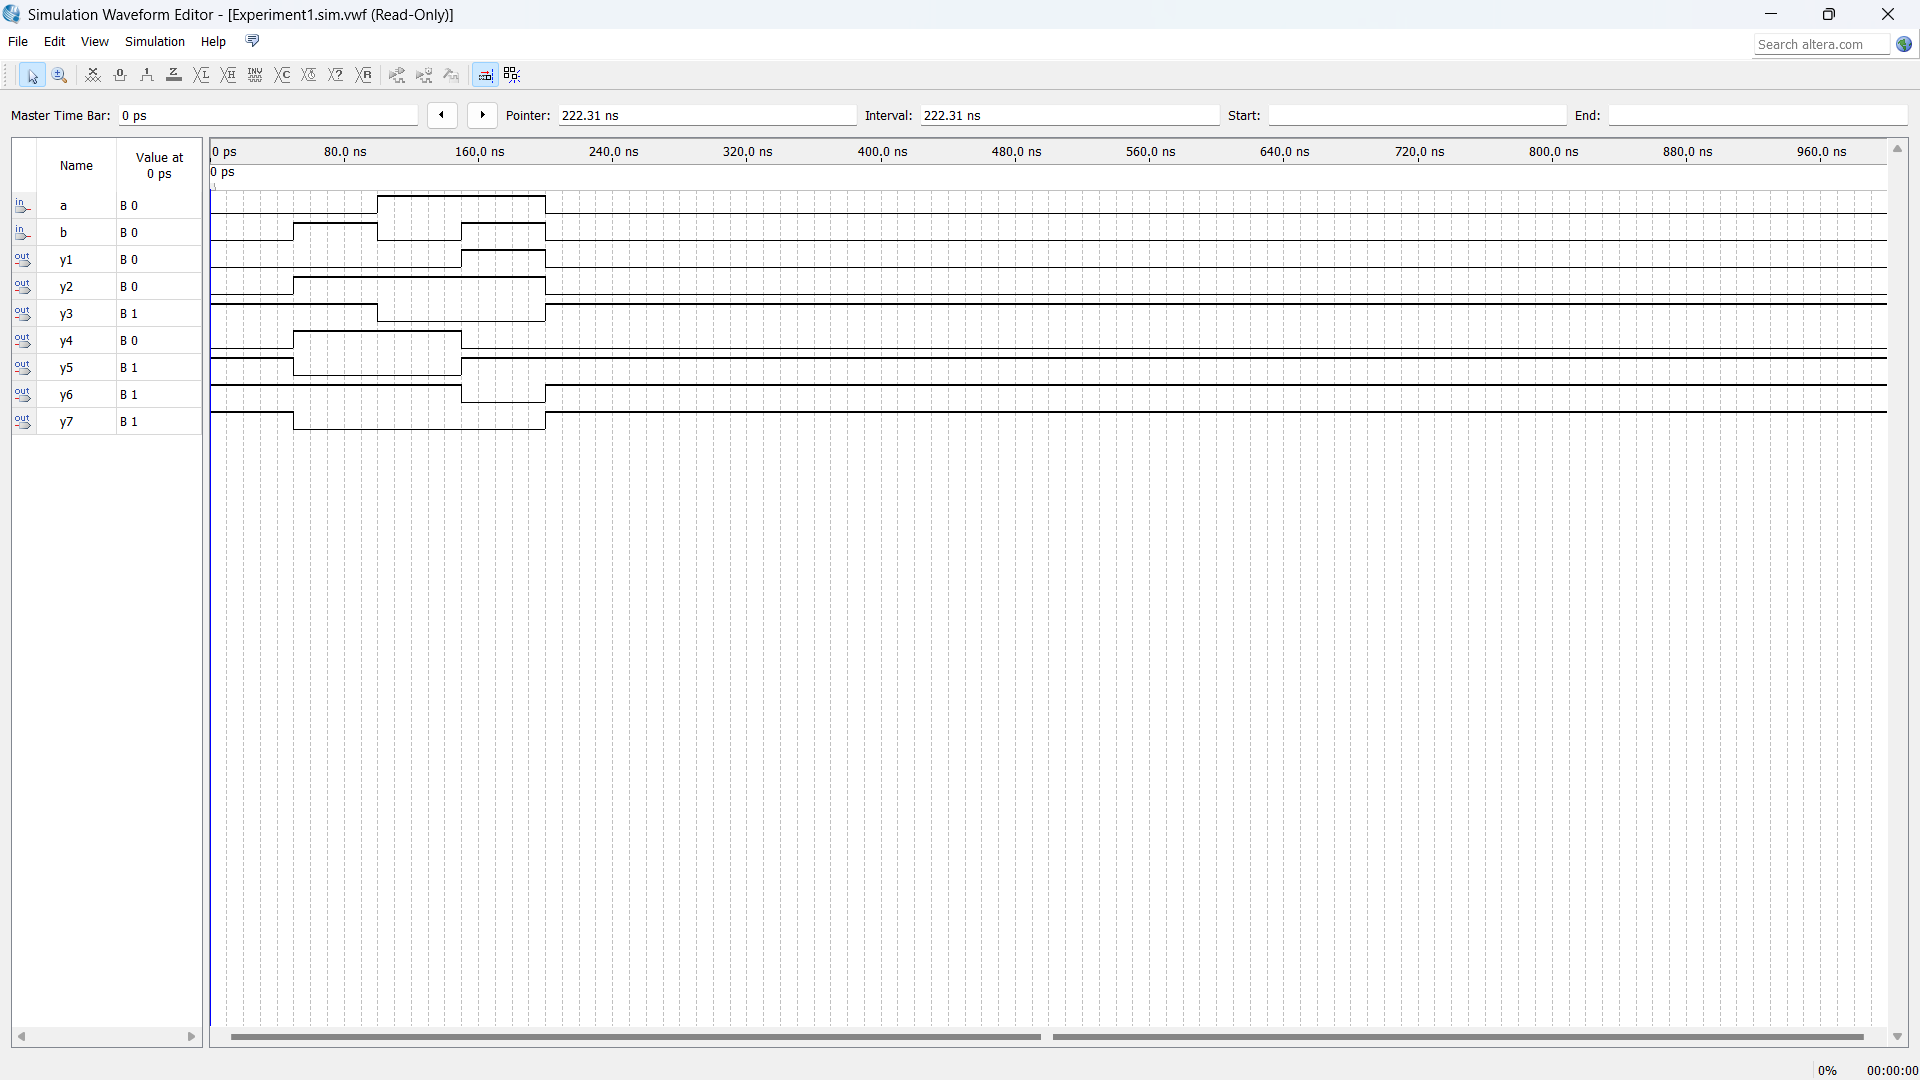 Simulation Waveform Editor - [Experiment1.sim.vwf (Read-Only)]
File Edit View Simulation Help
Search altera.com
Master Time Bar: 0 ps Pointer: 222.31 ns Interval: 222.31 ns Start: End:
Name Value at 0 ps
0 ps 80.0 ns 160.0 ns 240.0 ns 320.0 ns 400.0 ns 480.0 ns 560.0 ns 640.0 ns 720.0 ns 800.0 ns 880.0 ns 960.0 ns
0 ps
in a B 0
in b B 0
out y1 B 0
out y2 B 0
out y3 B 1
out y4 B 0
out y5 B 1
out y6 B 1
out y7 B 1
0% 00:00:00